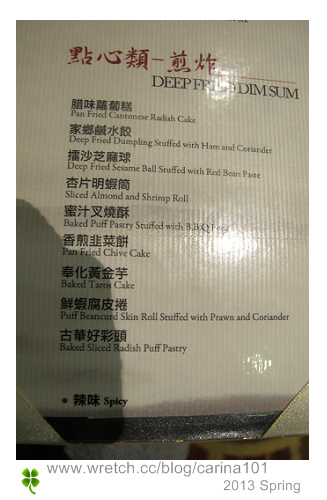 點心類-煎炸
DEEP FRIED DIM SUM
腊味蘿蔔糕
Pan Fried Cantonese Radish Cake
家鄉鹹水餃
Deep Fried Dumpling Stuffed with Ham and Coriander
擂沙芝麻球
Deep Fried Sesame Ball Stuffed with Red Bean Paste
杏片明蝦筒
Sliced Almond and Shrimp Roll
蜜汁叉燒酥
Baked Puff Pastry Stuffed with B.B.Q Pork
香煎韭菜餅
Pan Fried Chive Cake
奉化黃金芋
Baked Taros Cake
鮮蝦腐皮捲
Puff Beancurd Skin Roll Stuffed with Prawn and Coriander
古華好彩頭
Baked Sliced Radish Puff Pastry
• 辣味 Spicy
www.wretch.cc/blog/carina101
2013 Spring